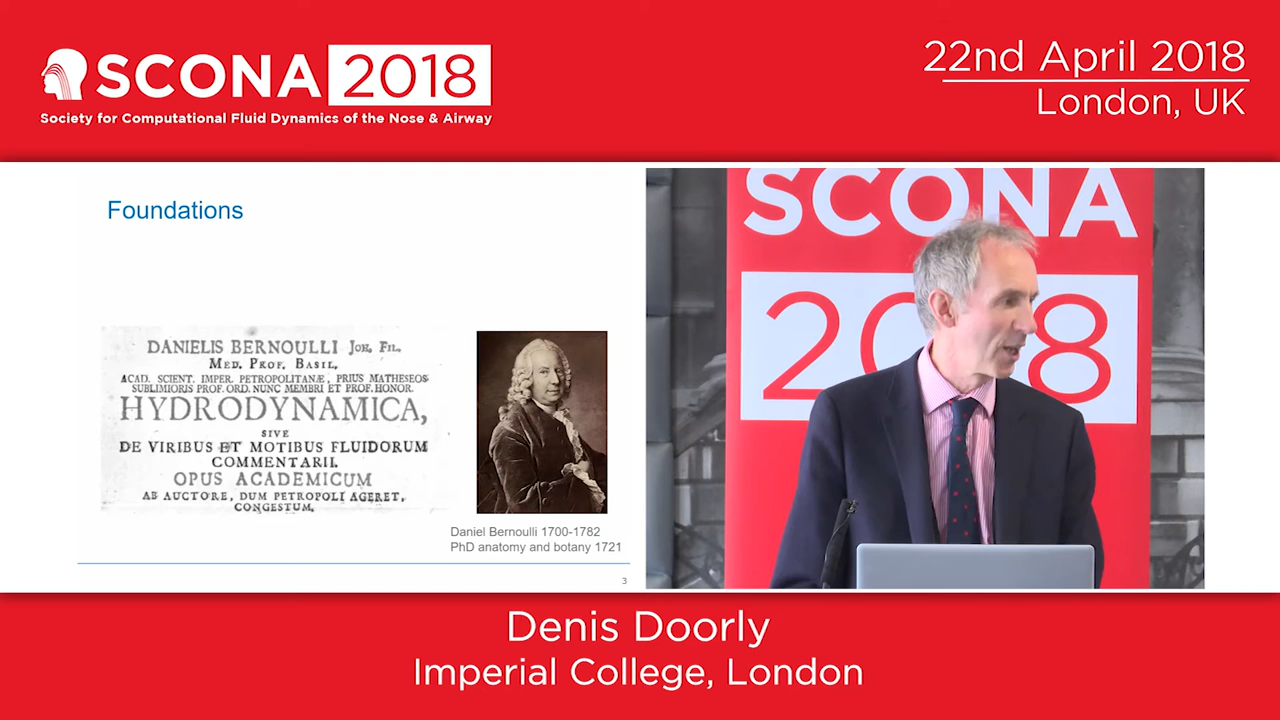 SCONA 2018
Society for Computational Fluid Dynamics of the Nose & Airway
22nd April 2018
London, UK
Foundations
DANIELIS BERNOULLI JOH. FIL.
MED. PROF. BASIL.
ACAD. SCIENT. IMPER. PETROPOLITANÆ, PRIUS MATHESEOS
SUBLIMIORIS PROF. ORD. NUNC MEMBRI ET PROF. HONOR.
HYDRODYNAMICA,
SIVE
DE VIRIBUS ET MOTIBUS FLUIDORUM
COMMENTARII.
OPUS ACADEMICUM
AB AUCTORE, DUM PETROPOLI AGERET,
CONGESTUM.
Daniel Bernoulli 1700-1782
PhD anatomy and botany 1721
3
SCONA
2018
Denis Doorly
Imperial College, London